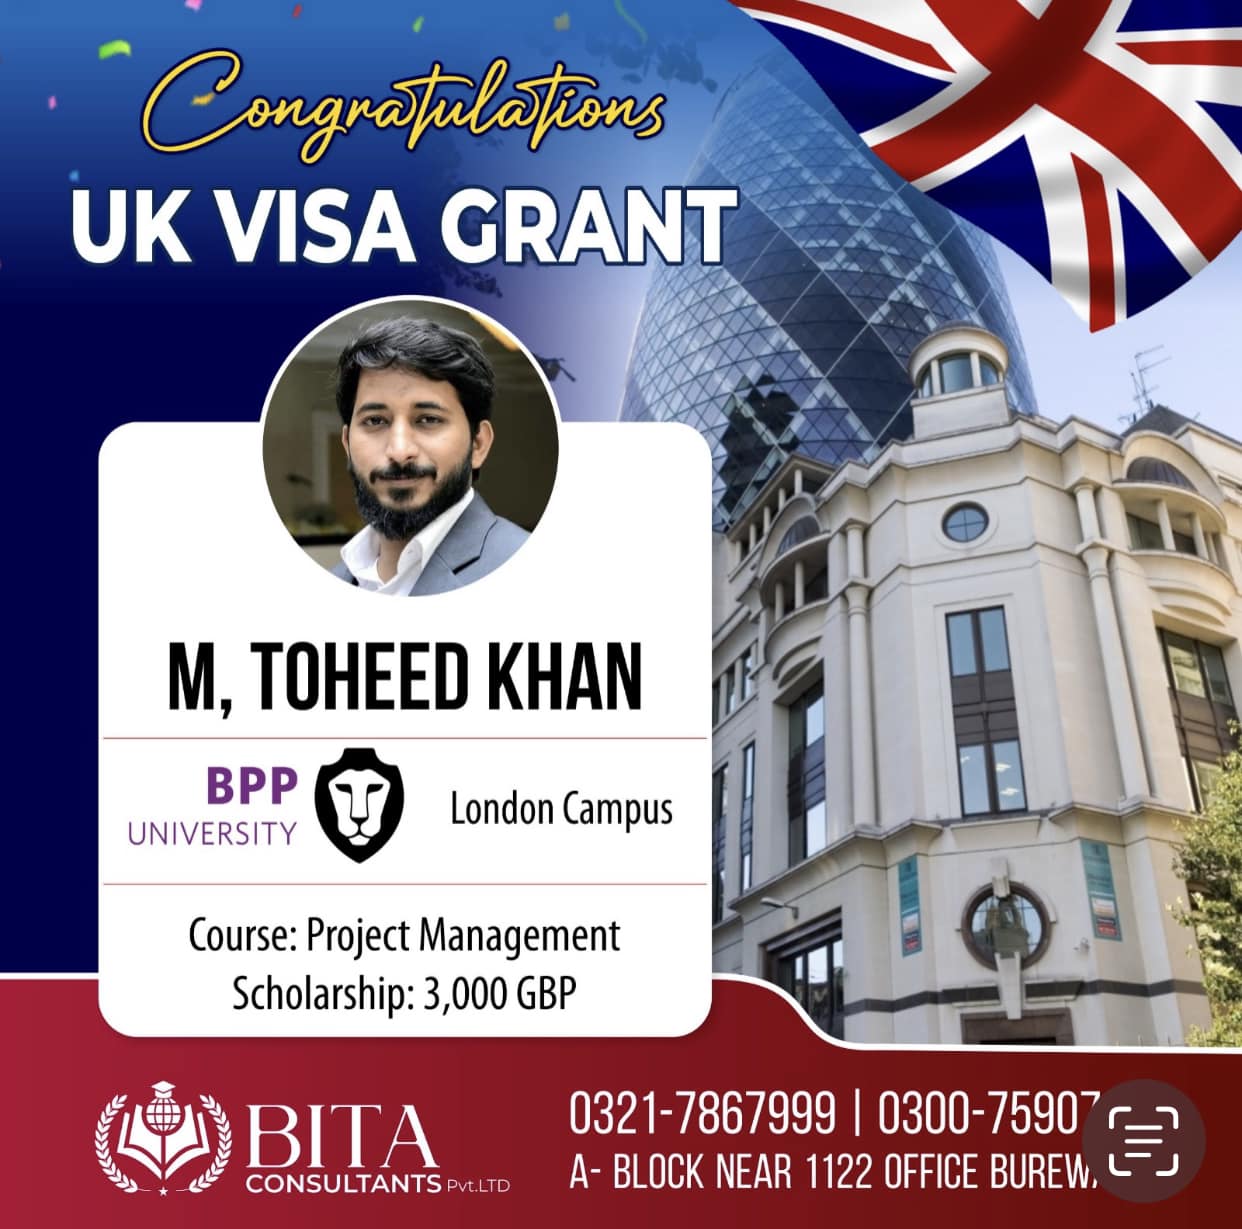 Congratulations
UK VISA GRANT
M, TOHEED KHAN
BPP
UNIVERSITY
London Campus
Course: Project Management
Scholarship: 3,000 GBP
BITA
CONSULTANTS Pvt.LTD
0321-7867999 | 0300-75907
A- BLOCK NEAR 1122 OFFICE